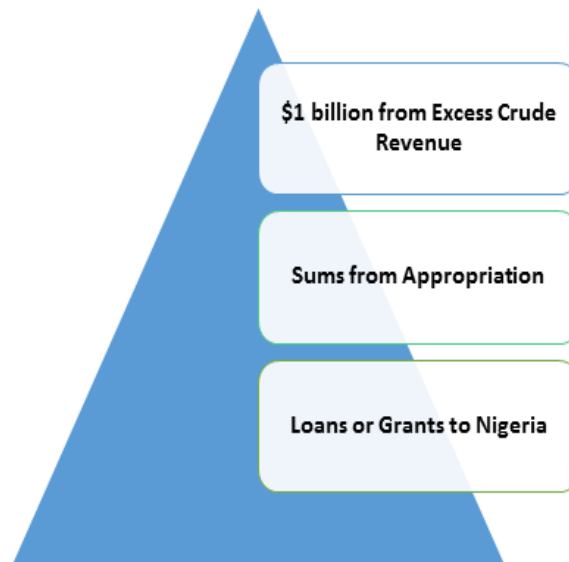 $1 billion from Excess Crude
Revenue
Sums from Appropriation
Loans or Grants to Nigeria